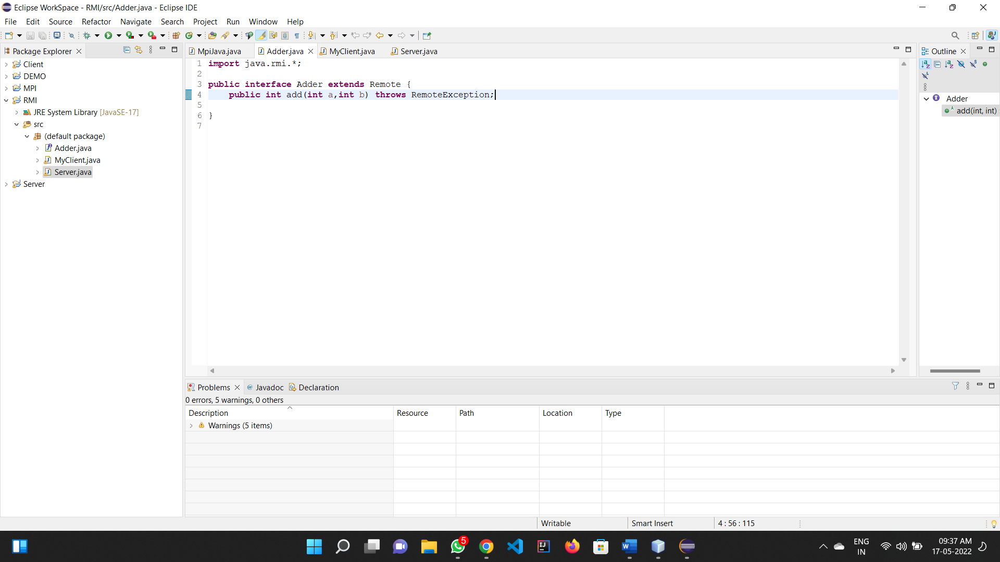 Eclipse WorkSpace - RMI/src/Adder.java - Eclipse IDE
File Edit Source Refactor Navigate Search Project Run Window Help
Package Explorer
Client
DEMO
MPI
RMI
JRE System Library [JavaSE-17]
src
(default package)
Adder.java
MyClient.java
Server.java
Server
MpiJava.java Adder.java MyClient.java Server.java
1 import java.rmi.*;
2
3 public interface Adder extends Remote {
4 public int add(int a,int b) throws RemoteException;
5
6 }
7
Outline
Adder
add(int, int)
Problems Javadoc Declaration
0 errors, 5 warnings, 0 others
Description Resource Path Location Type
Warnings (5 items)
Writable Smart Insert 4 : 56 : 115
5
ENG
IN
09:37 AM
17-05-2022